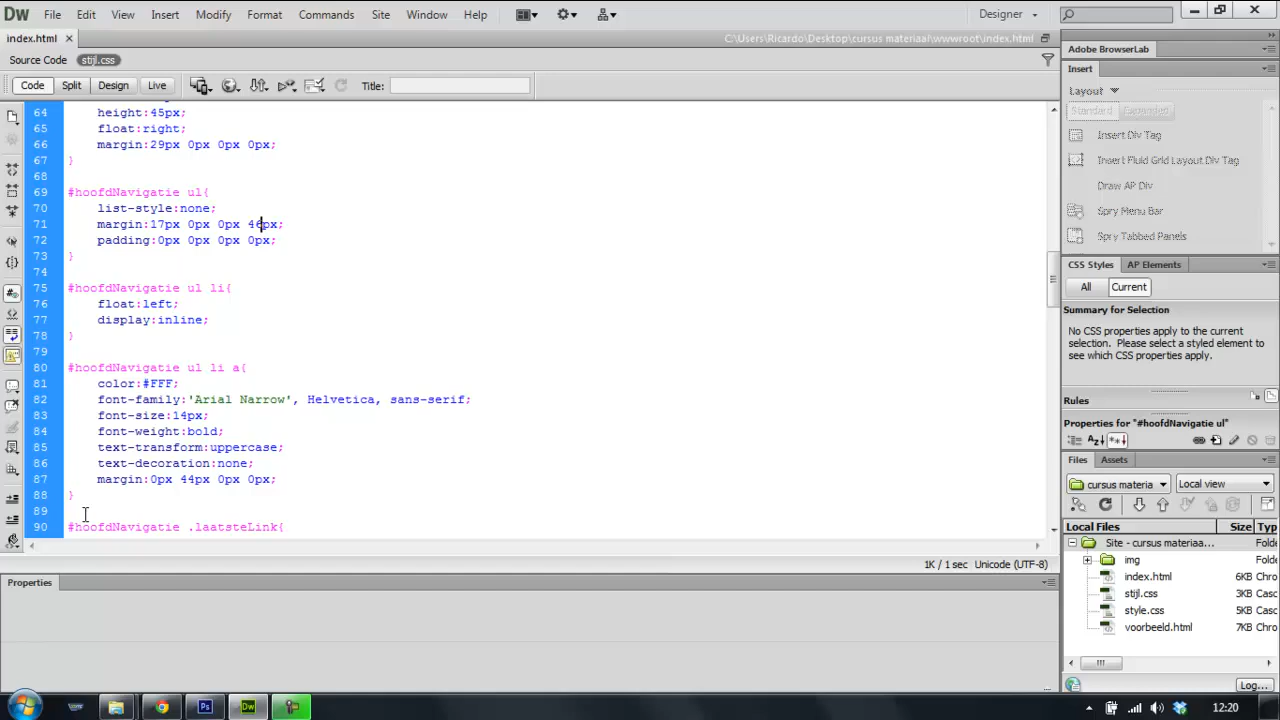 Dw File Edit View Insert Modify Format Commands Site Window Help Designer
index.html C:\Users\Ricardo\Desktop\cursus materiaal\wwwroot\index.html
Source Code stijl.css
Code Split Design Live Title:
64 height:45px;
65 float:right;
66 margin:29px 0px 0px 0px;
67 }
68
69 #hoofdNavigatie ul{
70 list-style:none;
71 margin:17px 0px 0px 46px;
72 padding:0px 0px 0px 0px;
73 }
74
75 #hoofdNavigatie ul li{
76 float:left;
77 display:inline;
78 }
79
80 #hoofdNavigatie ul li a{
81 color:#FFF;
82 font-family:'Arial Narrow', Helvetica, sans-serif;
83 font-size:14px;
84 font-weight:bold;
85 text-transform:uppercase;
86 text-decoration:none;
87 margin:0px 44px 0px 0px;
88 }
89
90 #hoofdNavigatie .laatsteLink{
1K / 1 sec Unicode (UTF-8)
Properties
Adobe BrowserLab
Insert
Layout
Standard Expanded
Insert Div Tag
Insert Fluid Grid Layout Div Tag
Draw AP Div
Spry Menu Bar
Spry Tabbed Panels
CSS Styles AP Elements
All Current
Summary for Selection
No CSS properties apply to the current
selection. Please select a styled element
to see which CSS properties apply.
Rules
Properties for "#hoofdNavigatie ul"
Files Assets
cursus materia Local view
Local Files Size Typ
Site - cursus materiaa... Folde
img Folde
index.html 6KB Chro
stijl.css 3KB Casc
style.css 5KB Casc
voorbeeld.html 7KB Chro
Log...
Ps Dw 12:20